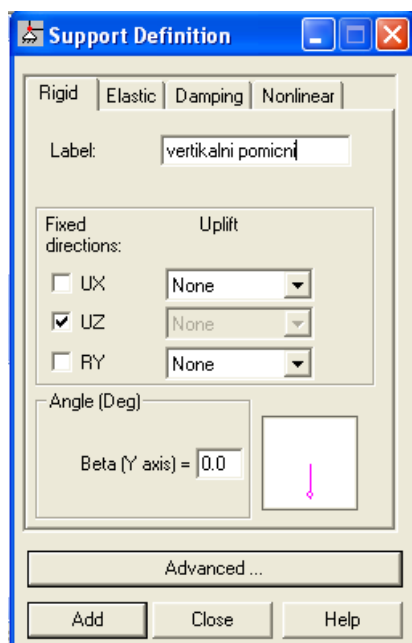 Support Definition
Rigid Elastic Damping Nonlinear
Label: vertikalni pomicni
Fixed directions: Uplift
UX None
UZ None
RY None
Angle (Deg)
Beta (Y axis) = 0.0
Advanced ...
Add Close Help